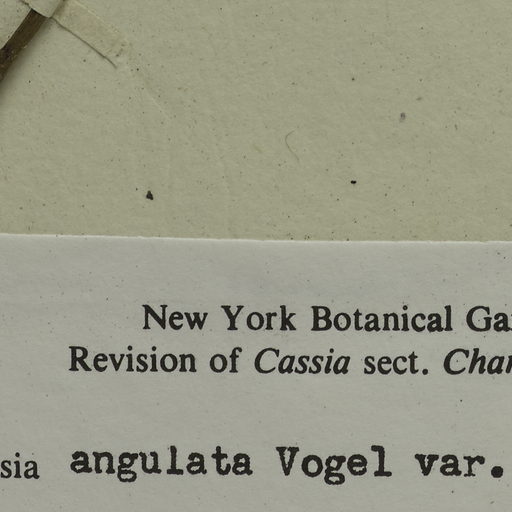 New York Botanical Ga
Revision of Cassia sect. Cha
sia angulata Vogel var.